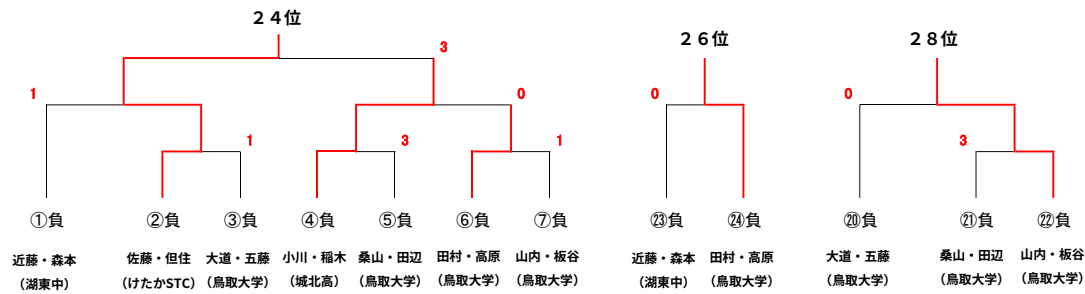 ２４位
２６位
２８位
3
1
0
0
0
1
3
1
3
①負
②負
③負
④負
⑤負
⑥負
⑦負
㉓負
㉔負
⑳負
㉑負
㉒負
近藤・森本
佐藤・但住
大道・五藤
小川・稲木
桑山・田辺
田村・高原
山内・板谷
近藤・森本
田村・高原
大道・五藤
桑山・田辺
山内・板谷
（湖東中）
（けたかSTC）
（鳥取大学）
（城北高）
（鳥取大学）
（鳥取大学）
（鳥取大学）
（湖東中）
（鳥取大学）
（鳥取大学）
（鳥取大学）
（鳥取大学）